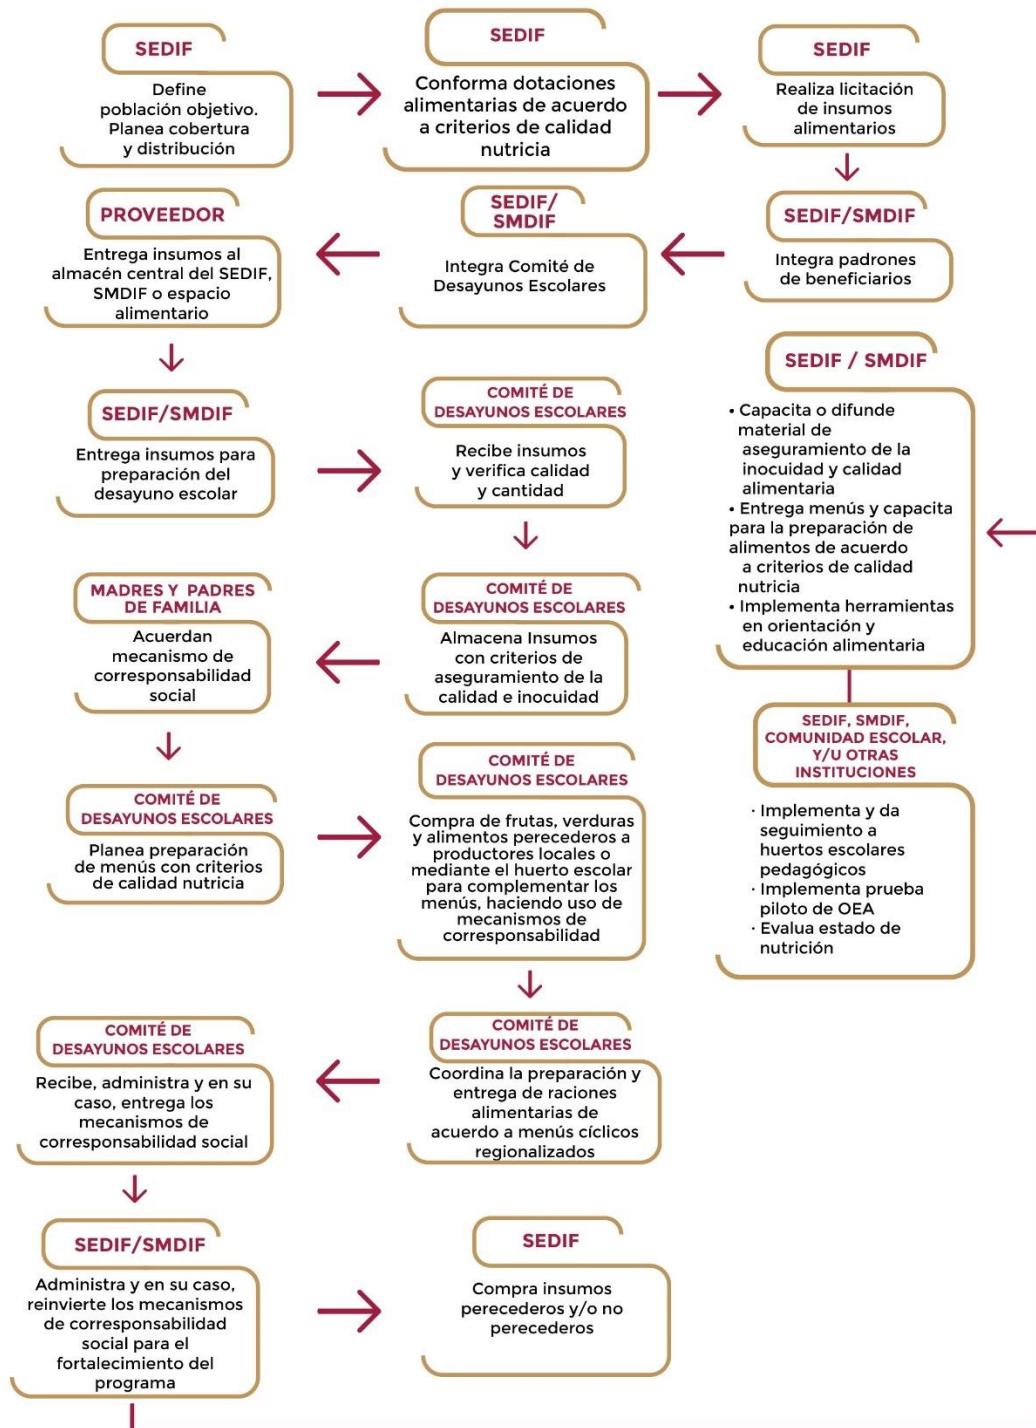 SEDIF
Define
población objetivo.
Planea cobertura
y distribución
SEDIF
Conforma dotaciones
alimentarias de acuerdo
a criterios de calidad
nutricia
SEDIF
Realiza licitación
de insumos
alimentarios
SEDIF/SMDIF
Integra padrones
de beneficiarios
SEDIF/
SMDIF
Integra Comité de
Desayunos Escolares
PROVEEDOR
Entrega insumos al
almacén central del SEDIF,
SMDIF o espacio
alimentario
SEDIF/SMDIF
Entrega insumos para
preparación del
desayuno escolar
COMITÉ DE
DESAYUNOS ESCOLARES
Recibe insumos
y verifica calidad
y cantidad
COMITÉ DE
DESAYUNOS ESCOLARES
Almacena Insumos
con criterios de
aseguramiento de la
calidad e inocuidad
MADRES Y PADRES
DE FAMILIA
Acuerdan
mecanismo de
corresponsabilidad
social
COMITÉ DE
DESAYUNOS ESCOLARES
Planea preparación
de menús con criterios
de calidad nutricia
COMITÉ DE
DESAYUNOS ESCOLARES
Compra de frutas, verduras
y alimentos perecederos a
productores locales o
mediante el huerto escolar
para complementar los
menús, haciendo uso de
mecanismos de
corresponsabilidad
COMITÉ DE
DESAYUNOS ESCOLARES
Coordina la preparación y
entrega de raciones
alimentarias de
acuerdo a menús cíclicos
regionalizados
COMITÉ DE
DESAYUNOS ESCOLARES
Recibe, administra y en su
caso, entrega los
mecanismos de
corresponsabilidad social
SEDIF/SMDIF
Administra y en su caso,
reinvierte los mecanismos
de corresponsabilidad
social para el
fortalecimiento del
programa
SEDIF
Compra insumos
perecederos y/o no
perecederos
SEDIF / SMDIF
• Capacita o difunde
material de
aseguramiento de la
inocuidad y calidad
alimentaria
• Entrega menús y capacita
para la preparación de
alimentos de acuerdo
a criterios de calidad
nutricia
• Implementa herramientas
en orientación y
educación alimentaria
SEDIF, SMDIF,
COMUNIDAD ESCOLAR,
Y/U OTRAS
INSTITUCIONES
· Implementa y da
seguimiento a
huertos escolares
pedagógicos
· Implementa prueba
piloto de OEA
· Evalua estado de
nutrición